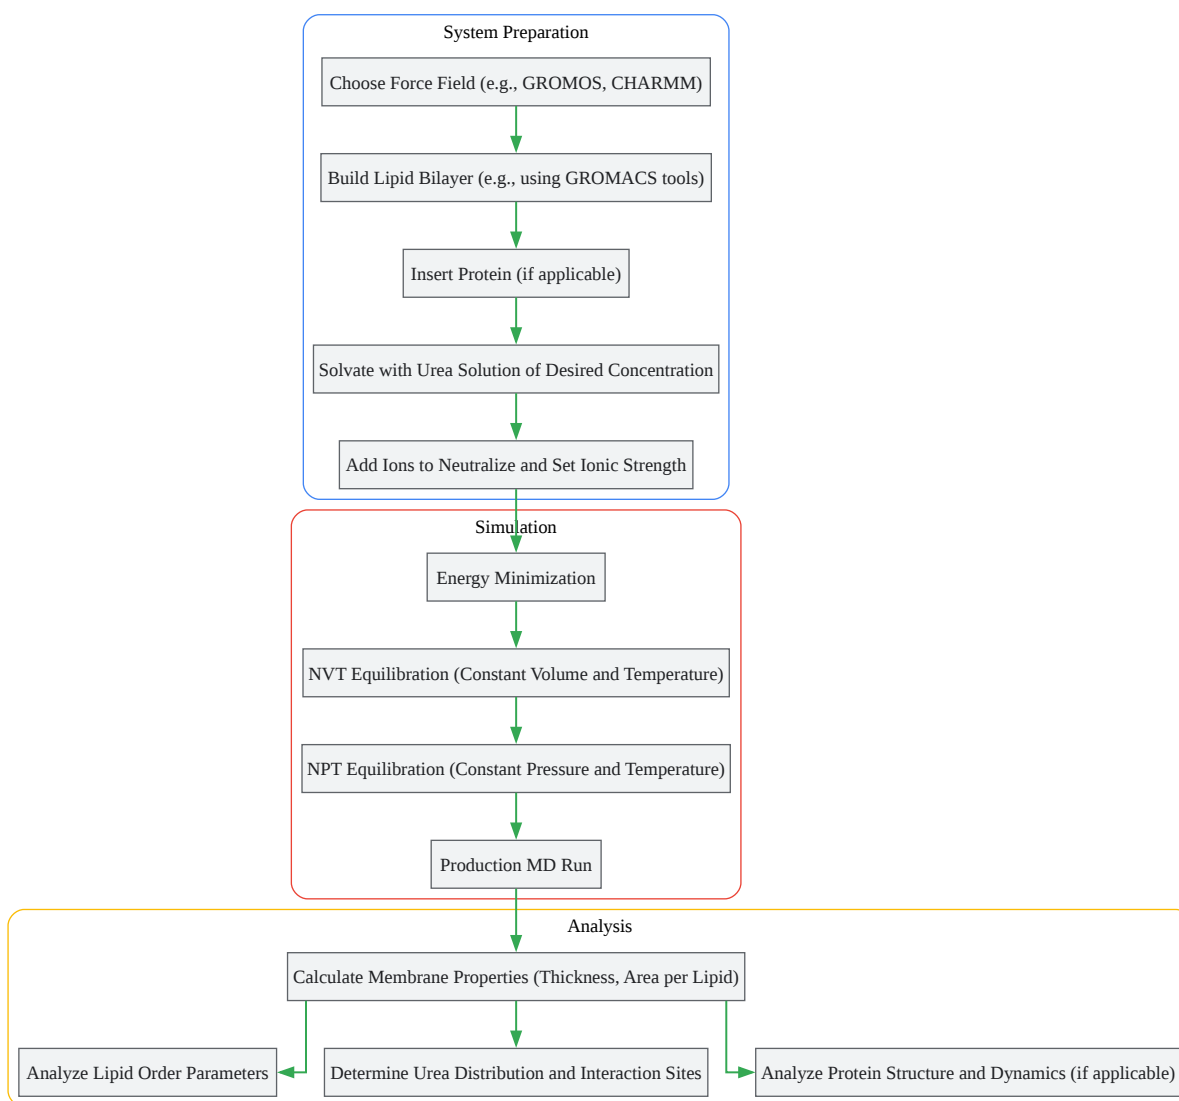 System Preparation
Choose Force Field (e.g., GROMOS, CHARMM)
Build Lipid Bilayer (e.g., using GROMACS tools)
Insert Protein (if applicable)
Solvate with Urea Solution of Desired Concentration
Add Ions to Neutralize and Set Ionic Strength
Simulation
Energy Minimization
NVT Equilibration (Constant Volume and Temperature)
NPT Equilibration (Constant Pressure and Temperature)
Production MD Run
Analysis
Calculate Membrane Properties (Thickness, Area per Lipid)
Analyze Lipid Order Parameters
Determine Urea Distribution and Interaction Sites
Analyze Protein Structure and Dynamics (if applicable)